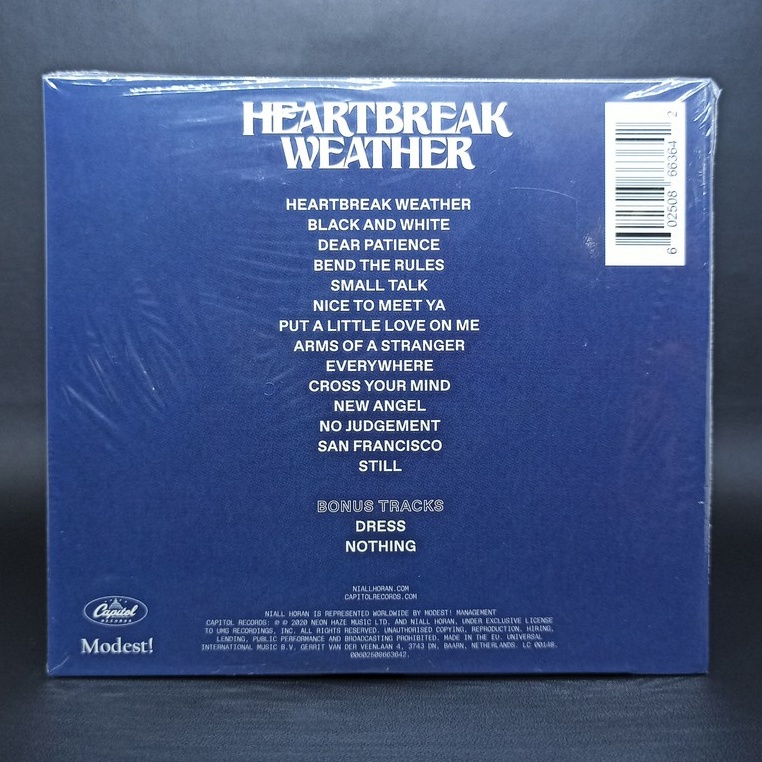 HEARTBREAK
WEATHER
HEARTBREAK WEATHER
BLACK AND WHITE
DEAR PATIENCE
BEND THE RULES
SMALL TALK
NICE TO MEET YA
PUT A LITTLE LOVE ON ME
ARMS OF A STRANGER
EVERYWHERE
CROSS YOUR MIND
NEW ANGEL
NO JUDGEMENT
SAN FRANCISCO
STILL
BONUS TRACKS
DRESS
NOTHING
6 02508 66364 2
NIALLHORAN.COM
CAPITOLRECORDS.COM
NIALL HORAN IS REPRESENTED WORLDWIDE BY MODEST! MANAGEMENT
CAPITOL RECORDS: ℗ © 2020 NEON HAZE MUSIC LTD. AND NIALL HORAN, UNDER EXCLUSIVE LICENSE
TO UMG RECORDINGS, INC. ALL RIGHTS RESERVED. UNAUTHORISED COPYING, REPRODUCTION, HIRING,
LENDING, PUBLIC PERFORMANCE AND BROADCASTING PROHIBITED. MADE IN THE EU. UNIVERSAL
INTERNATIONAL MUSIC B.V. GERRIT VAN DER VEENLAAN 4, 3743 DN, BAARN, NETHERLANDS. LC 00148.
00602508663642.
Capitol
RECORDS
Modest!